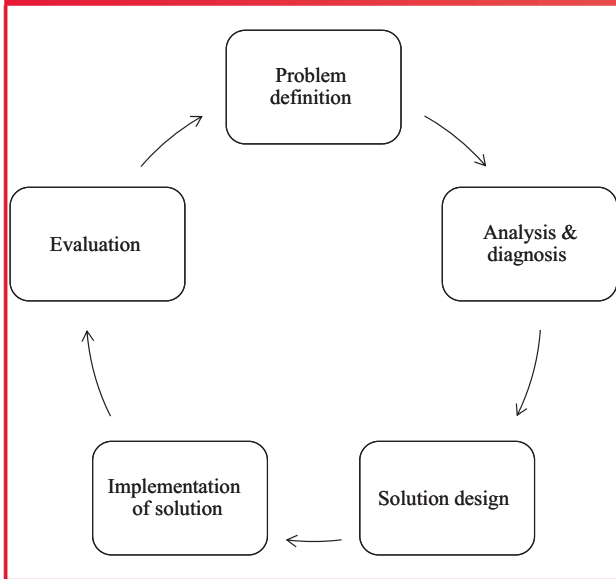 Problem
definition
Analysis &
diagnosis
Solution design
Implementation
of solution
Evaluation